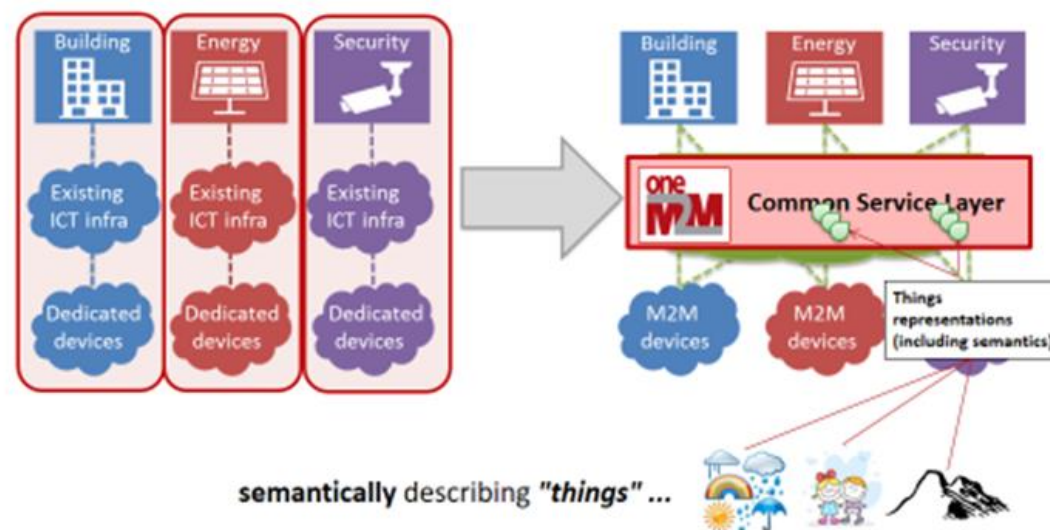 Building
Energy
Security
Existing
ICT infra
Existing
ICT infra
Existing
ICT infra
Dedicated
devices
Dedicated
devices
Dedicated
devices
Building
Energy
Security
one
M2M
Common Service Layer
M2M
devices
M2M
devices
Things
representations
(including semantics)
semantically describing "things" ...